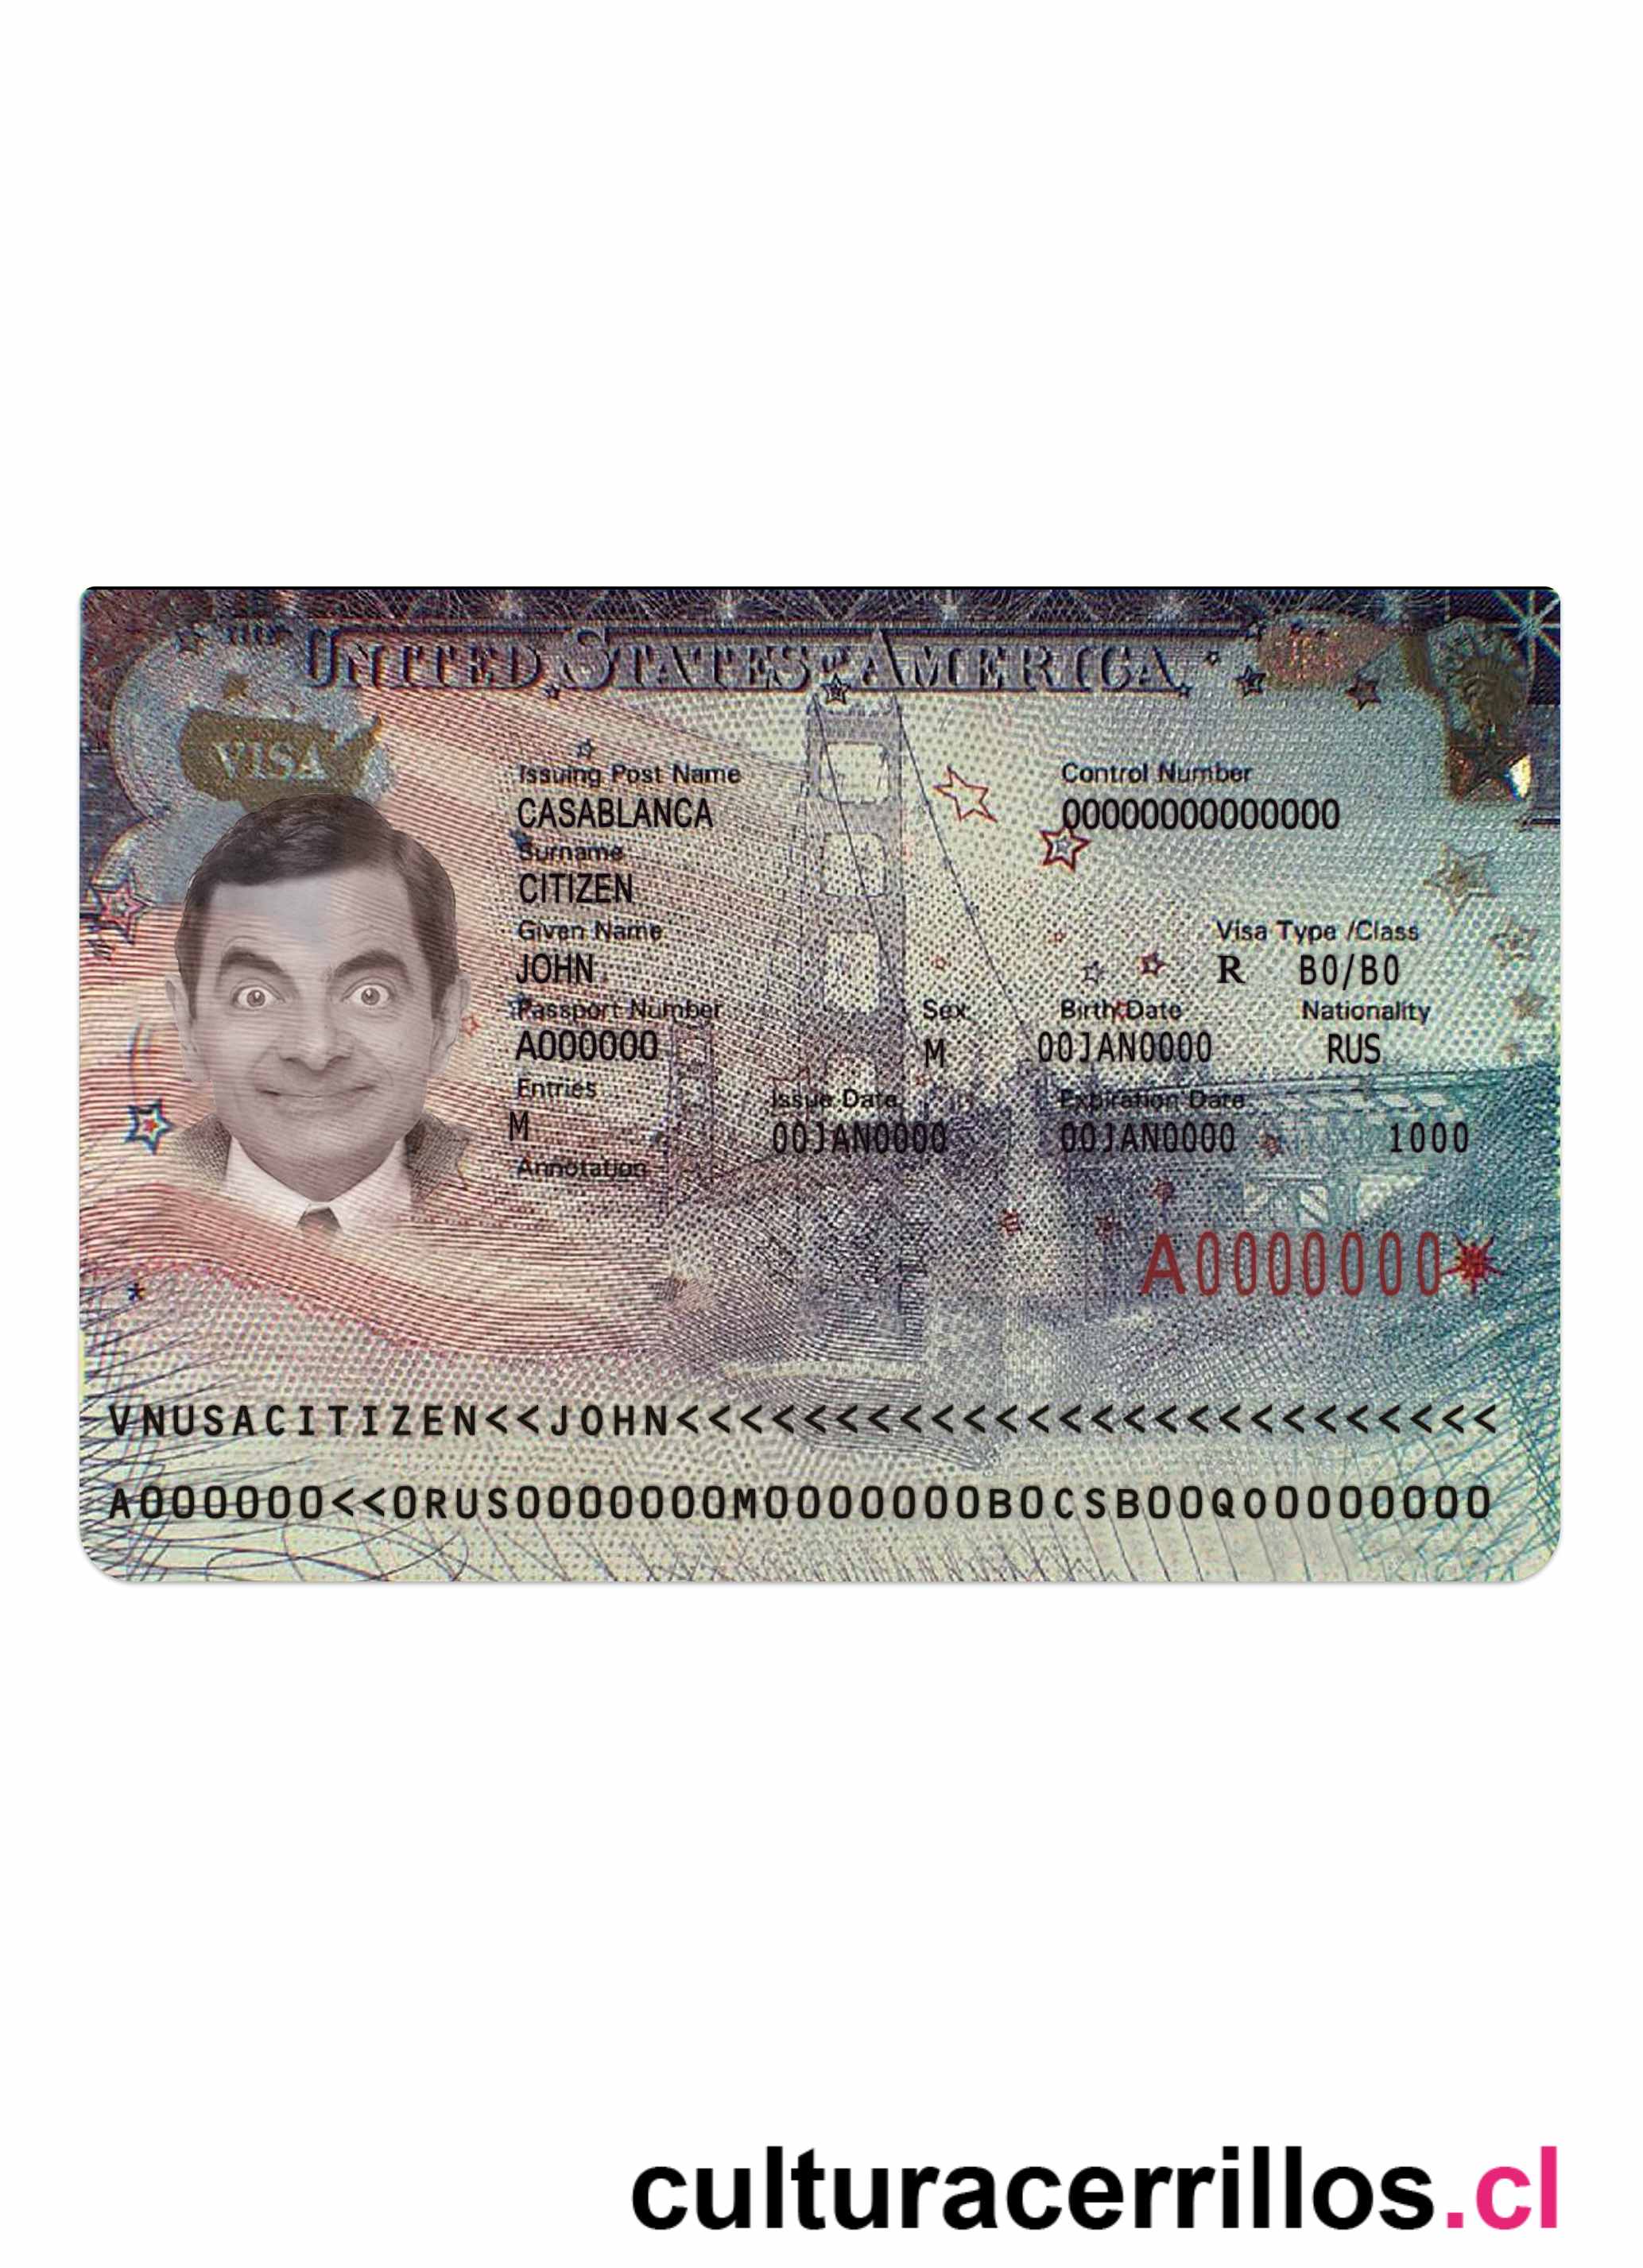 UNITED STATES OF AMERICA
VISA
Issuing Post Name
Control Number
CASABLANCA
00000000000000
Surname
CITIZEN
Given Name
Visa Type /Class
JOHN
R B0/B0
Passport Number
Sex
Birth Date
Nationality
A000000
M
00JAN0000
RUS
Entries
Issue Date
Expiration Date
M
00JAN0000
00JAN0000
1000
Annotation
A0000000
*
VNUSACITIZEN<<JOHN<<<<<<<<<<<<<<<<<<<<<<<<<<
A000000<<0RUS0000000M0000000B0CSB00Q00000000
culturacerrillos.cl